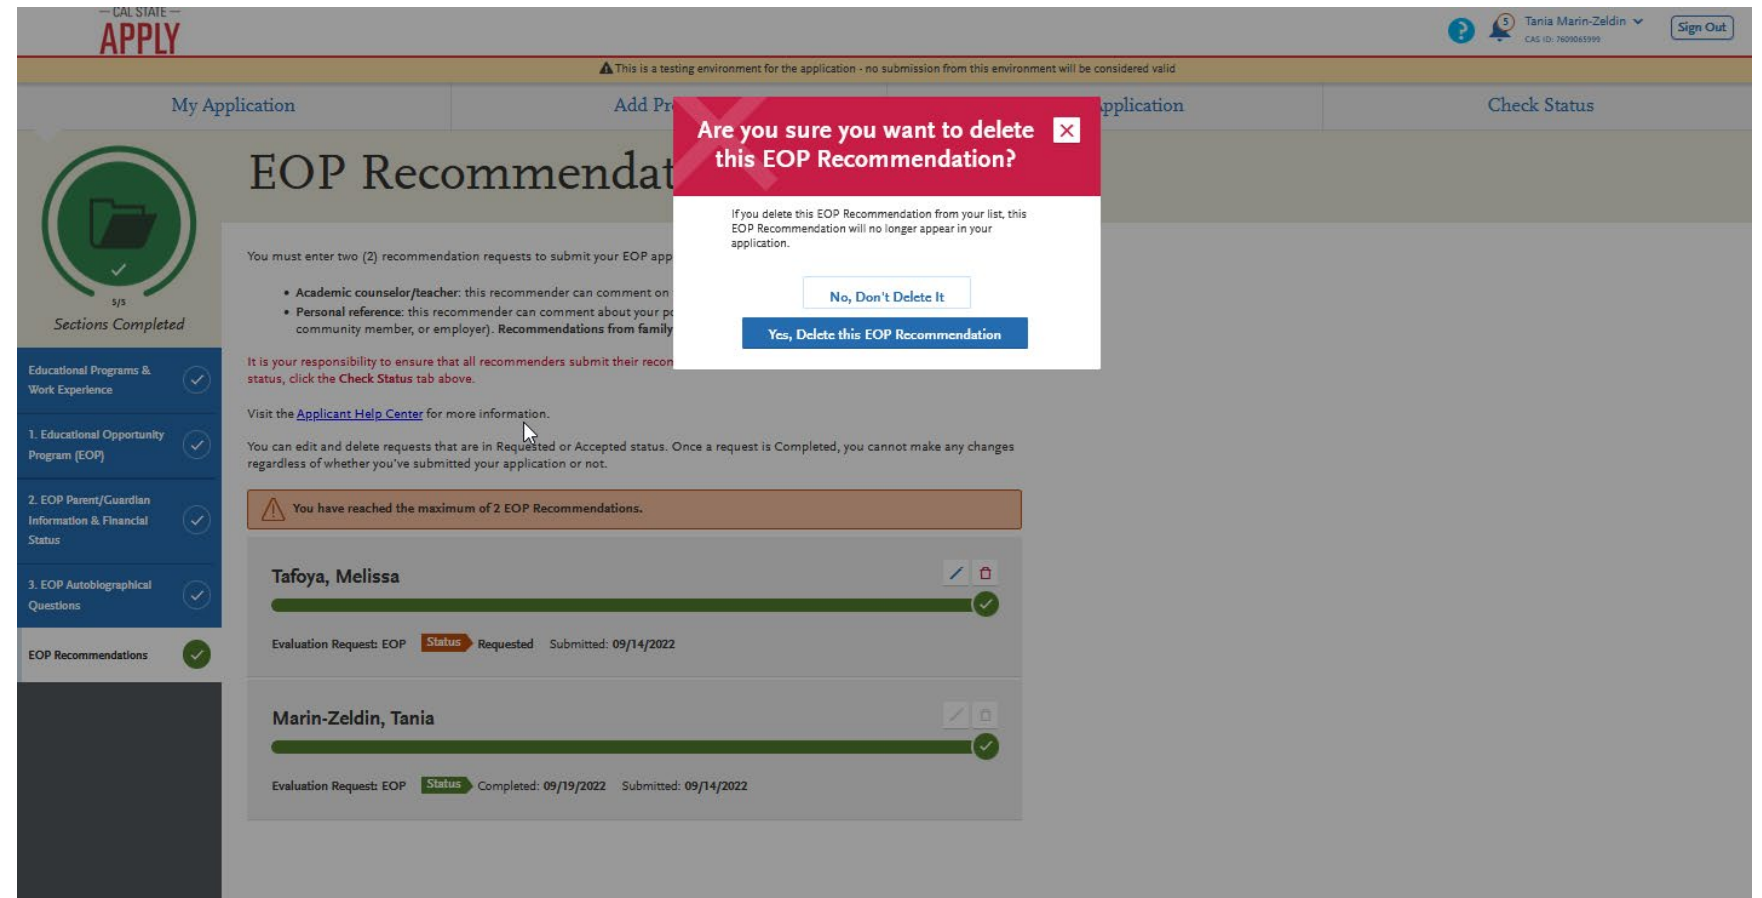 — CAL STATE —
APPLY
5
Tania Marin-Zeldin
CAS ID: 7609065999
Sign Out
This is a testing environment for the application - no submission from this environment will be considered valid
My Application
Add Pr
pplication
Check Status
EOP Recommendat
Are you sure you want to delete
this EOP Recommendation?
If you delete this EOP Recommendation from your list, this
EOP Recommendation will no longer appear in your
application.
No, Don't Delete It
Yes, Delete this EOP Recommendation
5/5
Sections Completed
Educational Programs &
Work Experience
1. Educational Opportunity
Program (EOP)
2. EOP Parent/Guardian
Information & Financial
Status
3. EOP Autobiographical
Questions
EOP Recommendations
You must enter two (2) recommendation requests to submit your EOP app
• Academic counselor/teacher: this recommender can comment on
• Personal reference: this recommender can comment about your po
community member, or employer). Recommendations from family
It is your responsibility to ensure that all recommenders submit their recom
status, click the Check Status tab above.
Visit the Applicant Help Center for more information.
You can edit and delete requests that are in Requested or Accepted status. Once a request is Completed, you cannot make any changes
regardless of whether you've submitted your application or not.
You have reached the maximum of 2 EOP Recommendations.
Tafoya, Melissa
Evaluation Request: EOP Status Requested Submitted: 09/14/2022
Marin-Zeldin, Tania
Evaluation Request: EOP Status Completed: 09/19/2022 Submitted: 09/14/2022